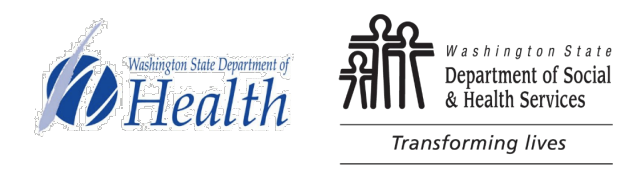 Washington State Department of
Health
Washington State
Department of Social
& Health Services
Transforming lives